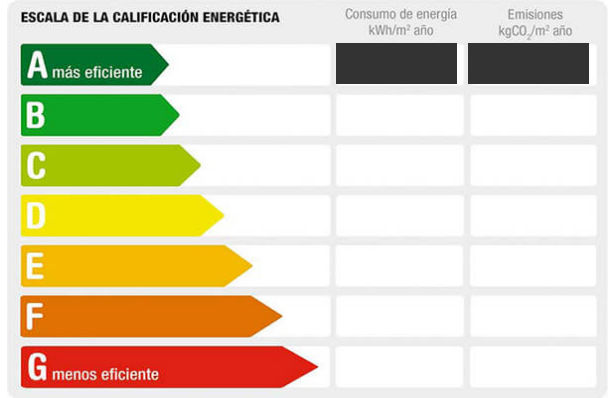 ESCALA DE LA CALIFICACIÓN ENERGÉTICA
Consumo de energía
kWh/m² año
Emisiones
kgCO₂/m² año
A más eficiente
B
C
D
E
F
G menos eficiente